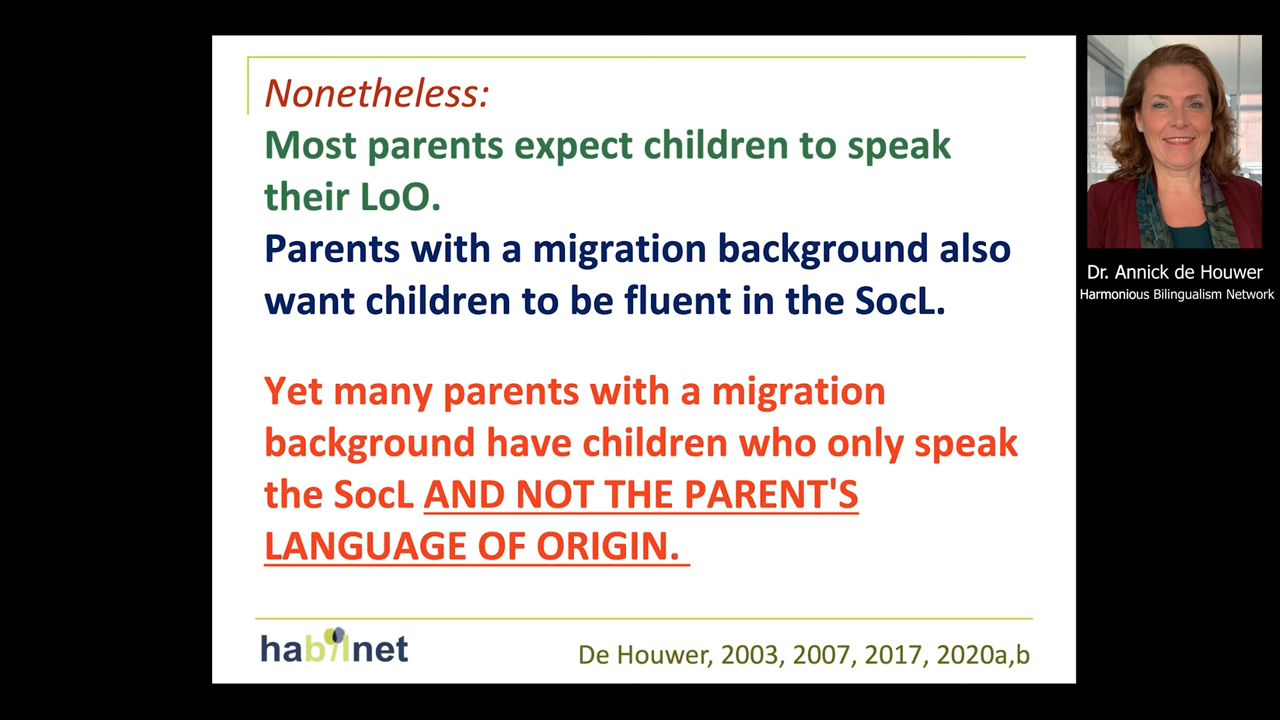 Nonetheless:
Most parents expect children to speak
their LoO.
Parents with a migration background also
want children to be fluent in the SocL.
Yet many parents with a migration
background have children who only speak
the SocL AND NOT THE PARENT'S
LANGUAGE OF ORIGIN.
habilnet
De Houwer, 2003, 2007, 2017, 2020a,b
Dr. Annick de Houwer
Harmonious Bilingualism Network